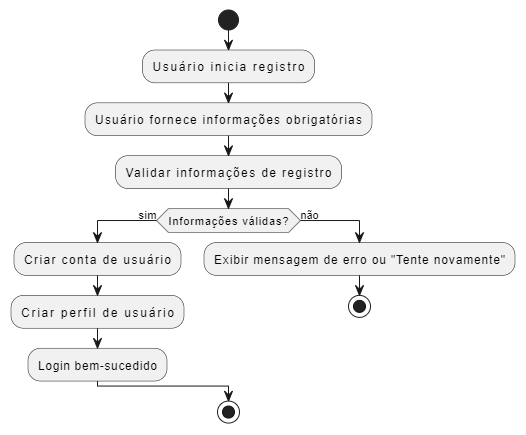 Usuário inicia registro
Usuário fornece informações obrigatórias
Validar informações de registro
sim
Informações válidas?
não
Criar conta de usuário
Exibir mensagem de erro ou "Tente novamente"
Criar perfil de usuário
Login bem-sucedido